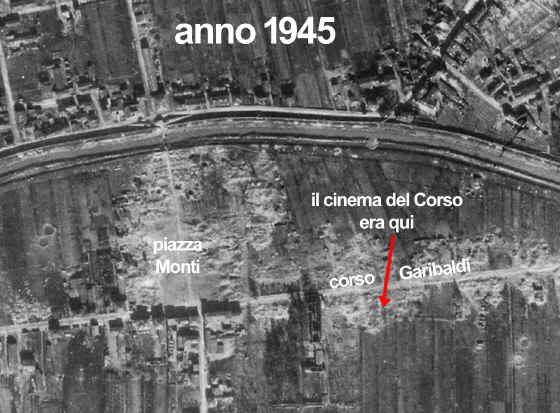 anno 1945
il cinema del Corso
era qui
piazza
Monti
corso Garibaldi